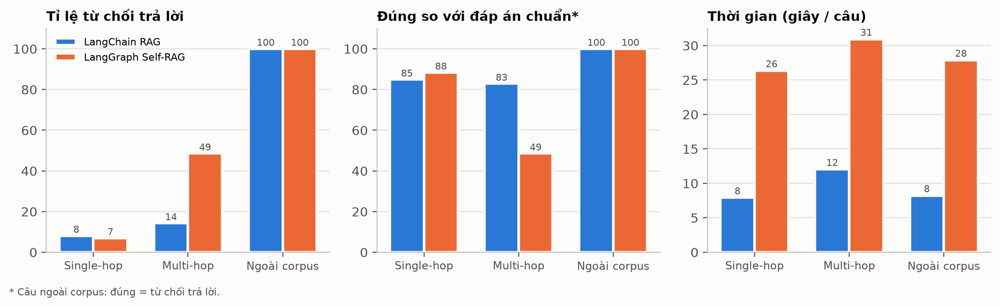 Tỉ lệ từ chối trả lời
LangChain RAG
LangGraph Self-RAG
100
80
60
40
20
0
8
7
14
49
100
100
Single-hop
Multi-hop
Ngoài corpus
Đúng so với đáp án chuẩn*
100
80
60
40
20
0
85
88
83
49
100
100
Single-hop
Multi-hop
Ngoài corpus
Thời gian (giây / câu)
30
25
20
15
10
5
0
8
26
12
31
8
28
Single-hop
Multi-hop
Ngoài corpus
* Câu ngoài corpus: đúng = từ chối trả lời.